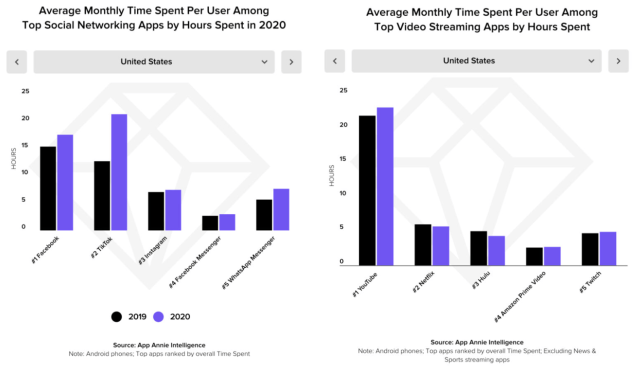 Average Monthly Time Spent Per User Among
Top Social Networking Apps by Hours Spent in 2020
United States
25
20
15
10
5
0
HOURS
#1 Facebook
#2 TikTok
#3 Instagram
#4 Facebook Messenger
#5 WhatsApp Messenger
2019
2020
Source: App Annie Intelligence
Note: Android phones; Top apps ranked by overall Time Spent
Average Monthly Time Spent Per User Among
Top Video Streaming Apps by Hours Spent
United States
25
20
15
10
5
0
HOURS
#1 YouTube
#2 Netflix
#3 Hulu
#4 Amazon Prime Video
#5 Twitch
Source: App Annie Intelligence
Note: Android phones; Top apps ranked by overall Time Spent; Excluding News &
Sports streaming apps